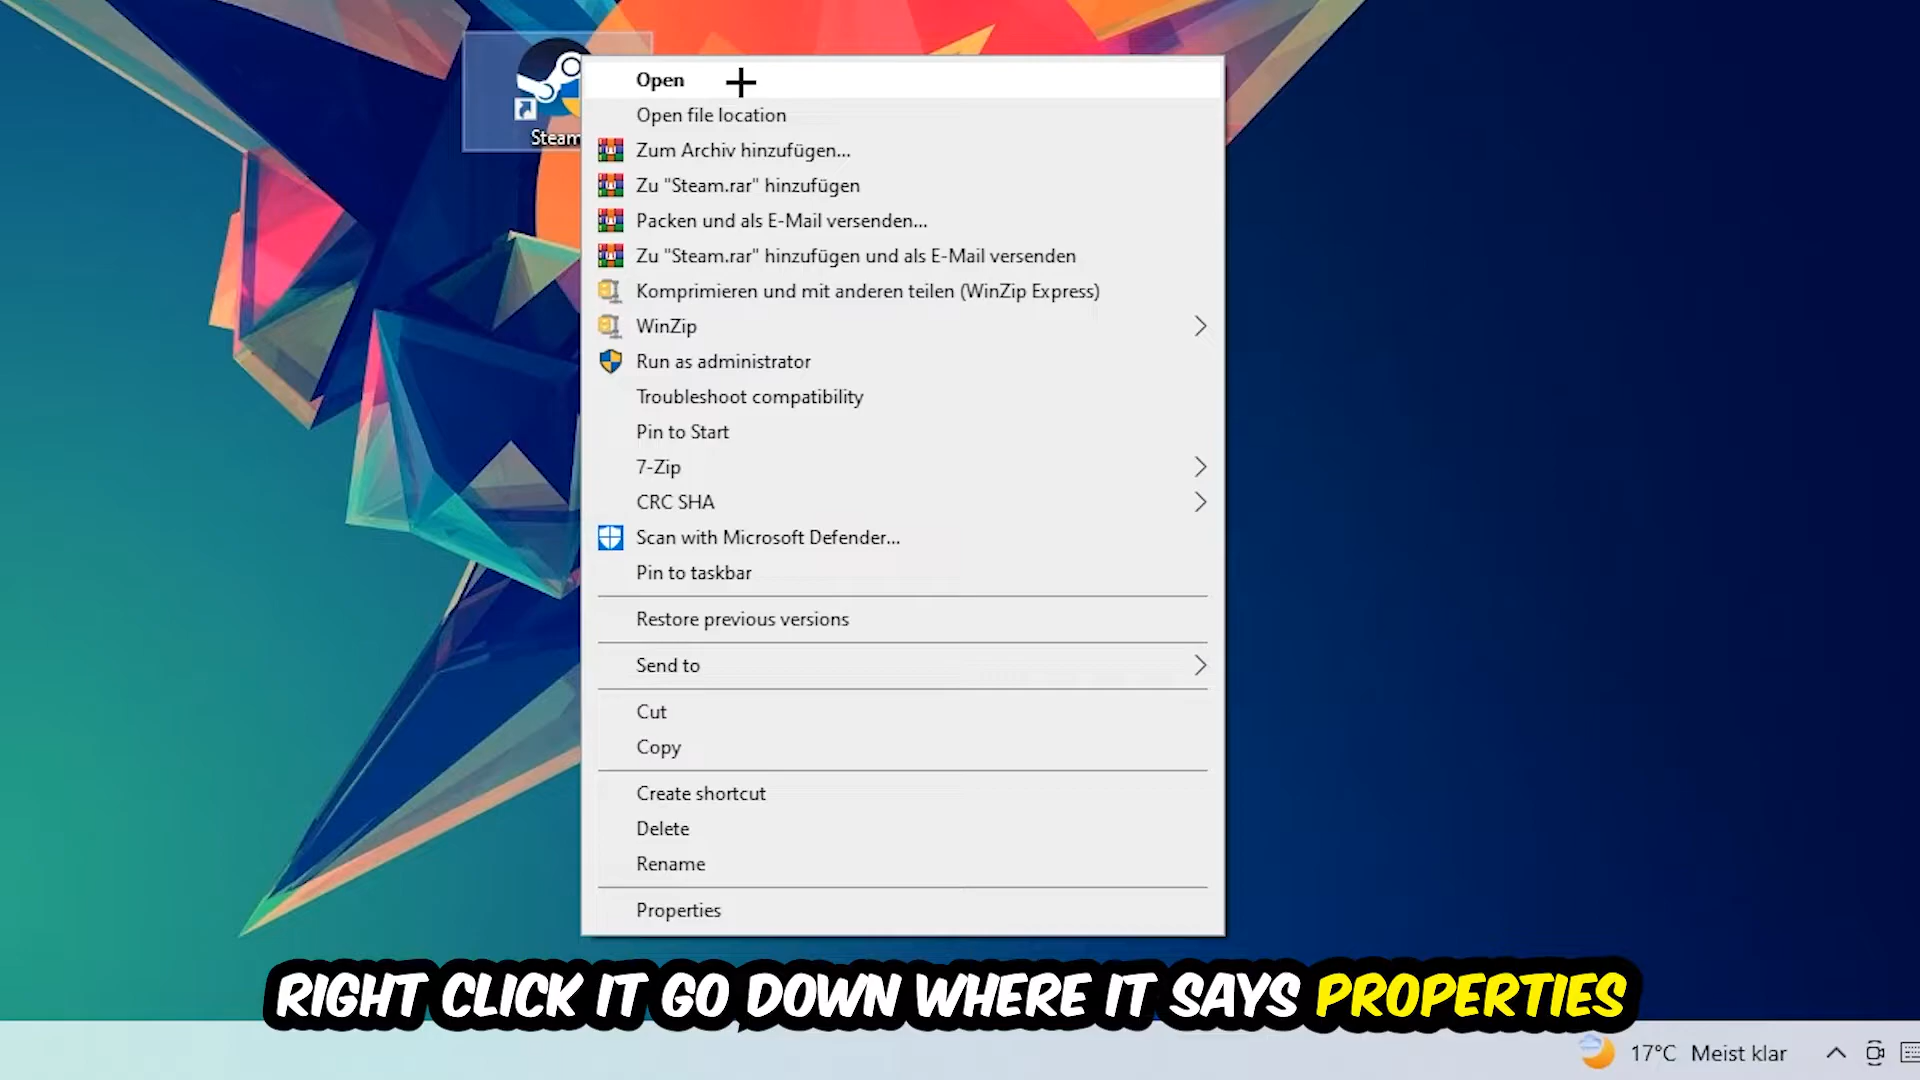 Steam
Open
Open file location
Zum Archiv hinzufügen...
Zu "Steam.rar" hinzufügen
Packen und als E-Mail versenden...
Zu "Steam.rar" hinzufügen und als E-Mail versenden
Komprimieren und mit anderen teilen (WinZip Express)
WinZip
Run as administrator
Troubleshoot compatibility
Pin to Start
7-Zip
CRC SHA
Scan with Microsoft Defender...
Pin to taskbar
Restore previous versions
Send to
Cut
Copy
Create shortcut
Delete
Rename
Properties
RIGHT CLICK IT GO DOWN WHERE IT SAYS PROPERTIES
17°C Meist klar